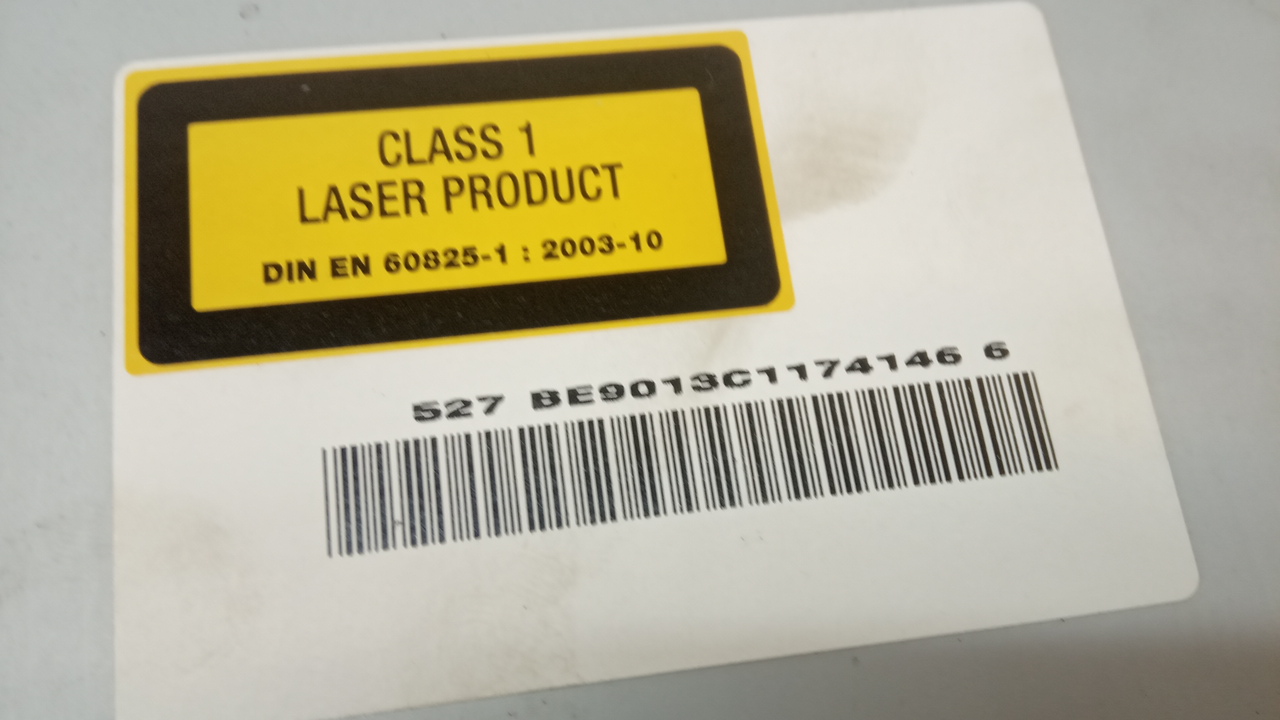 CLASS 1
LASER PRODUCT
DIN EN 60825-1 : 2003-10
527 BE9013C1174146 6